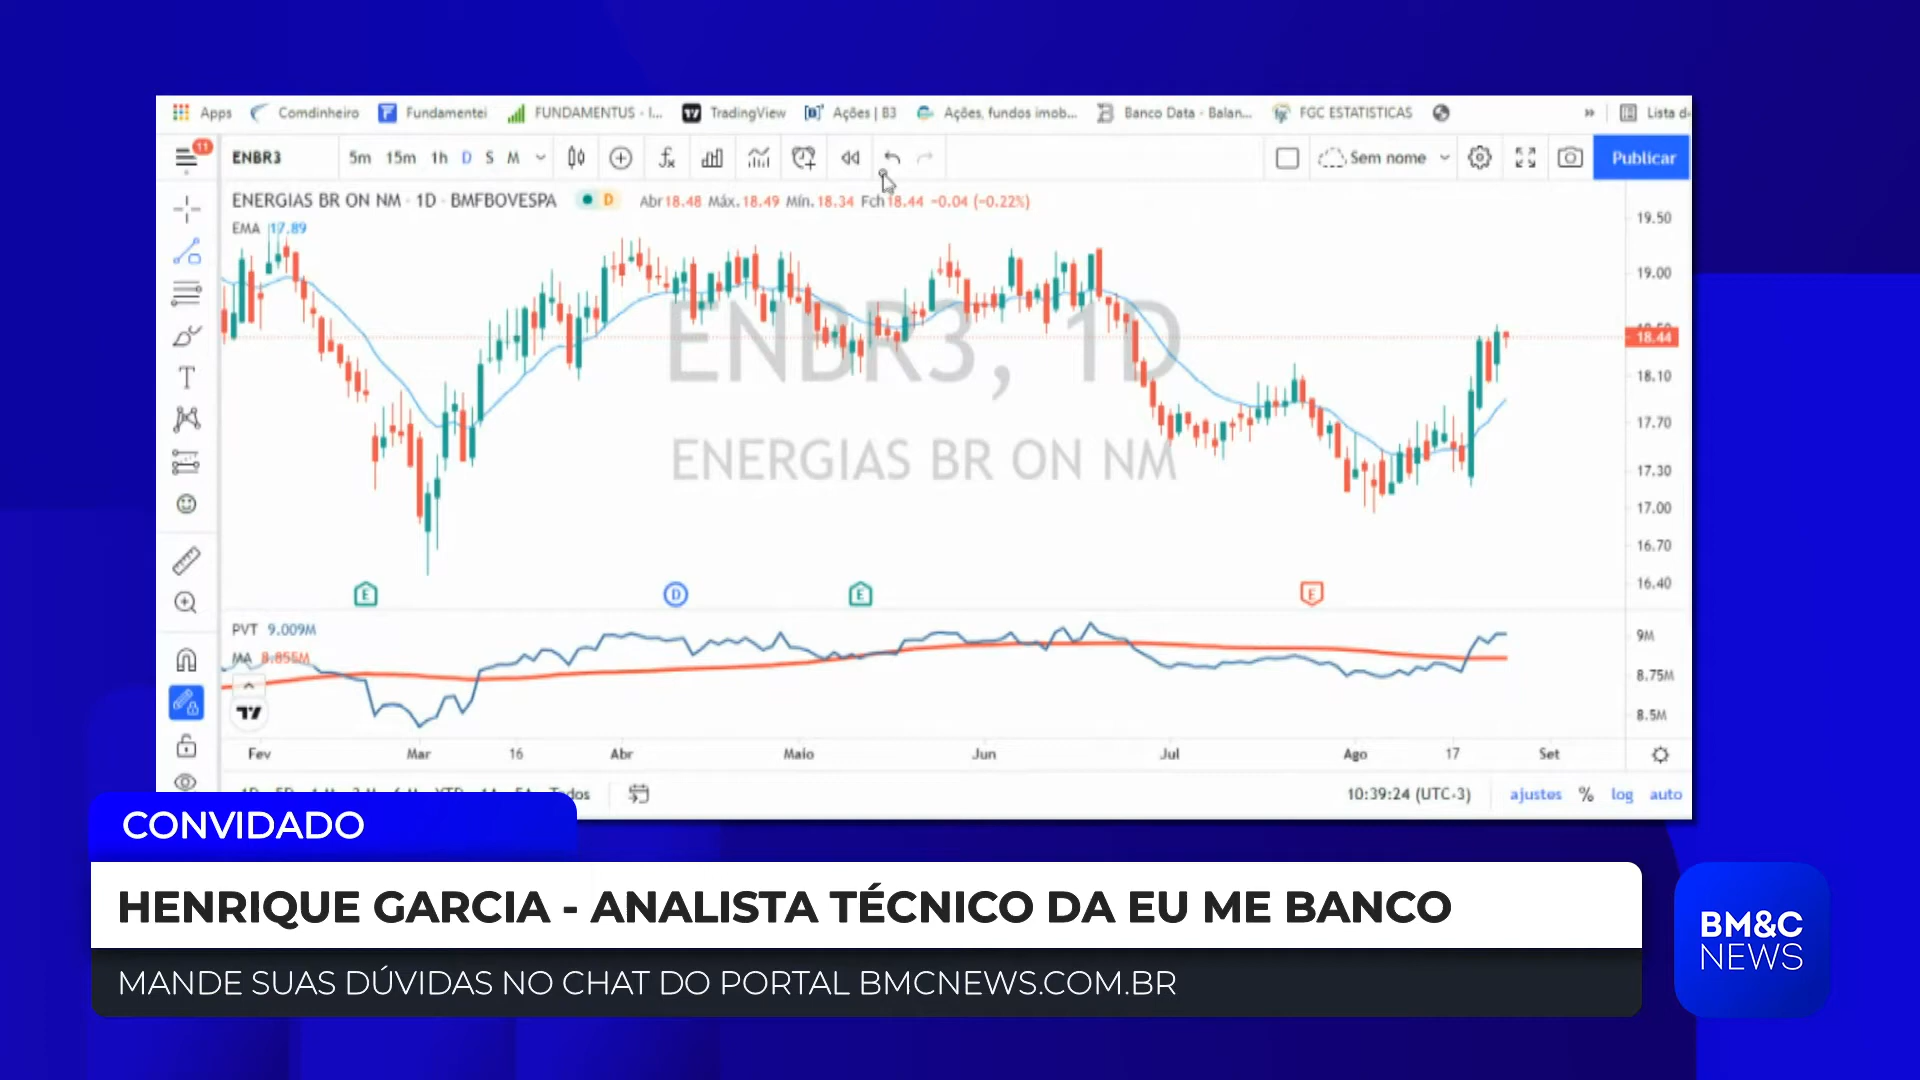 Apps Comdinheiro Fundamentei FUNDAMENTUS - I... TradingView Ações | B3 Ações, fundos imob... Banco Data - Balan... FGC ESTATISTICAS » Lista d
11
ENBR3 5m 15m 1h D S M Sem nome Publicar
ENERGIAS BR ON NM · 1D · BMFBOVESPA D Abr18.48 Máx.18.49 Mín.18.34 Fch18.44 −0.04 (−0.22%)
EMA 17.89
19.50
19.00
18.44
18.10
17.70
17.30
17.00
16.70
16.40
ENBR3, 1D
ENERGIAS BR ON NM
E D E E
PVT 9.009M
MA 8.855M
9M
8.75M
8.5M
Fev Mar 16 Abr Maio Jun Jul Ago 17 Set
Todos 10:39:24 (UTC-3) ajustes % log auto
CONVIDADO
HENRIQUE GARCIA - ANALISTA TÉCNICO DA EU ME BANCO
MANDE SUAS DÚVIDAS NO CHAT DO PORTAL BMCNEWS.COM.BR
BM&C
NEWS